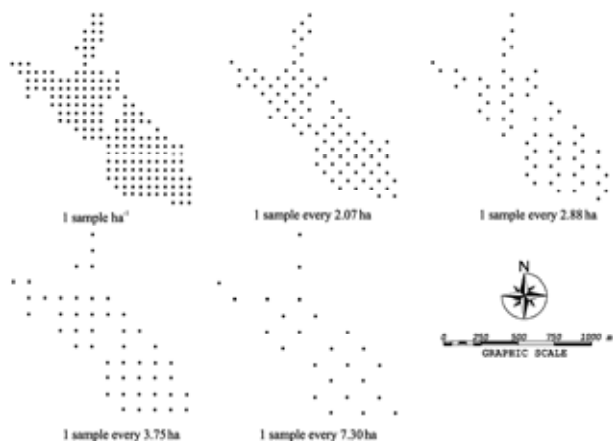 1 sample ha⁻¹
1 sample every 2.07 ha
1 sample every 2.88 ha
N
0 250 500 750 1000 m
GRAPHIC SCALE
1 sample every 3.75 ha
1 sample every 7.30 ha